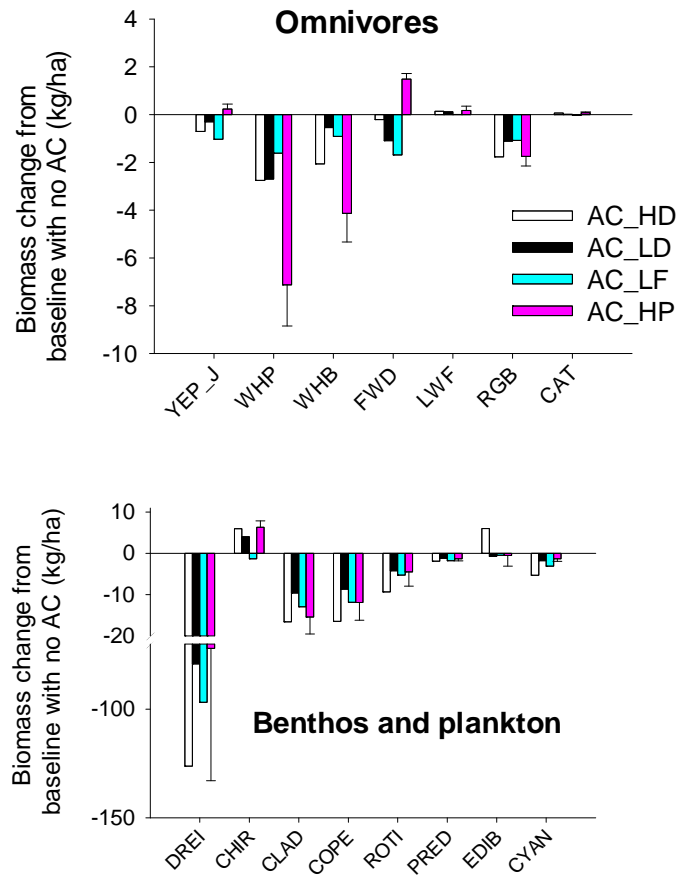 Omnivores
Biomass change from
baseline with no AC (kg/ha)
4
2
0
-2
-4
-6
-8
-10
AC_HD
AC_LD
AC_LF
AC_HP
YEP_J
WHP
WHB
FWD
LWF
RGB
CAT
Biomass change from
baseline with no AC (kg/ha)
10
0
-10
-20
-100
-150
Benthos and plankton
DREI
CHIR
CLAD
COPE
ROTI
PRED
EDIB
CYAN